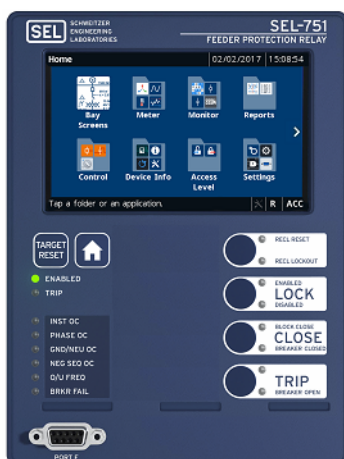 SEL
SCHWEITZER
ENGINEERING
LABORATORIES
SEL-751
FEEDER PROTECTION RELAY
Home 02/02/2017 15:08:54
Bay
Screens
Meter
Monitor
Reports
Control
Device Info
Access
Level
Settings
Tap a folder or an application.
R ACC
TARGET
RESET
ENABLED
TRIP
INST OC
PHASE OC
GND/NEU OC
NEG SEQ OC
O/U FREQ
BRKR FAIL
RECL RESET
RECL LOCKOUT
ENABLED
LOCK
DISABLED
BLOCK CLOSE
CLOSE
BREAKER CLOSED
TRIP
BREAKER OPEN
PORT F